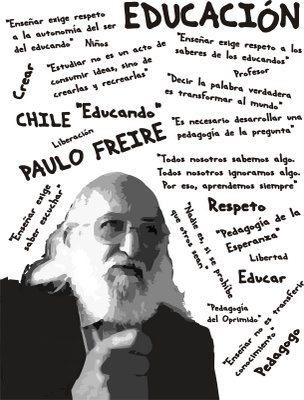 EDUCACIÓN
"Enseñar exige respeto
a la autonomía del ser
del educando"
Niños
"Enseñar exige respeto a los
saberes de los educandos"
Profesor
Crear
"Estudiar no es un acto de
consumir ideas, sino de
crearlas y recrearlas"
"Decir la palabra verdadera
es transformar al mundo"
CHILE
"Educando"
Liberación
"Es necesario desarrollar una
pedagogía de la pregunta"
PAULO FREIRE
"Todos nosotros sabemos algo.
Todos nosotros ignoramos algo.
Por eso, aprendemos siempre"
"Enseñar exige
saber escuchar"
Respeto
"Nadie es, si se prohíbe
que otros sean"
"Pedagogía de la
Esperanza"
Libertad
Educar
"Pedagogía
del Oprimido"
"Enseñar no es transferir
conocimiento"
Pedagogo